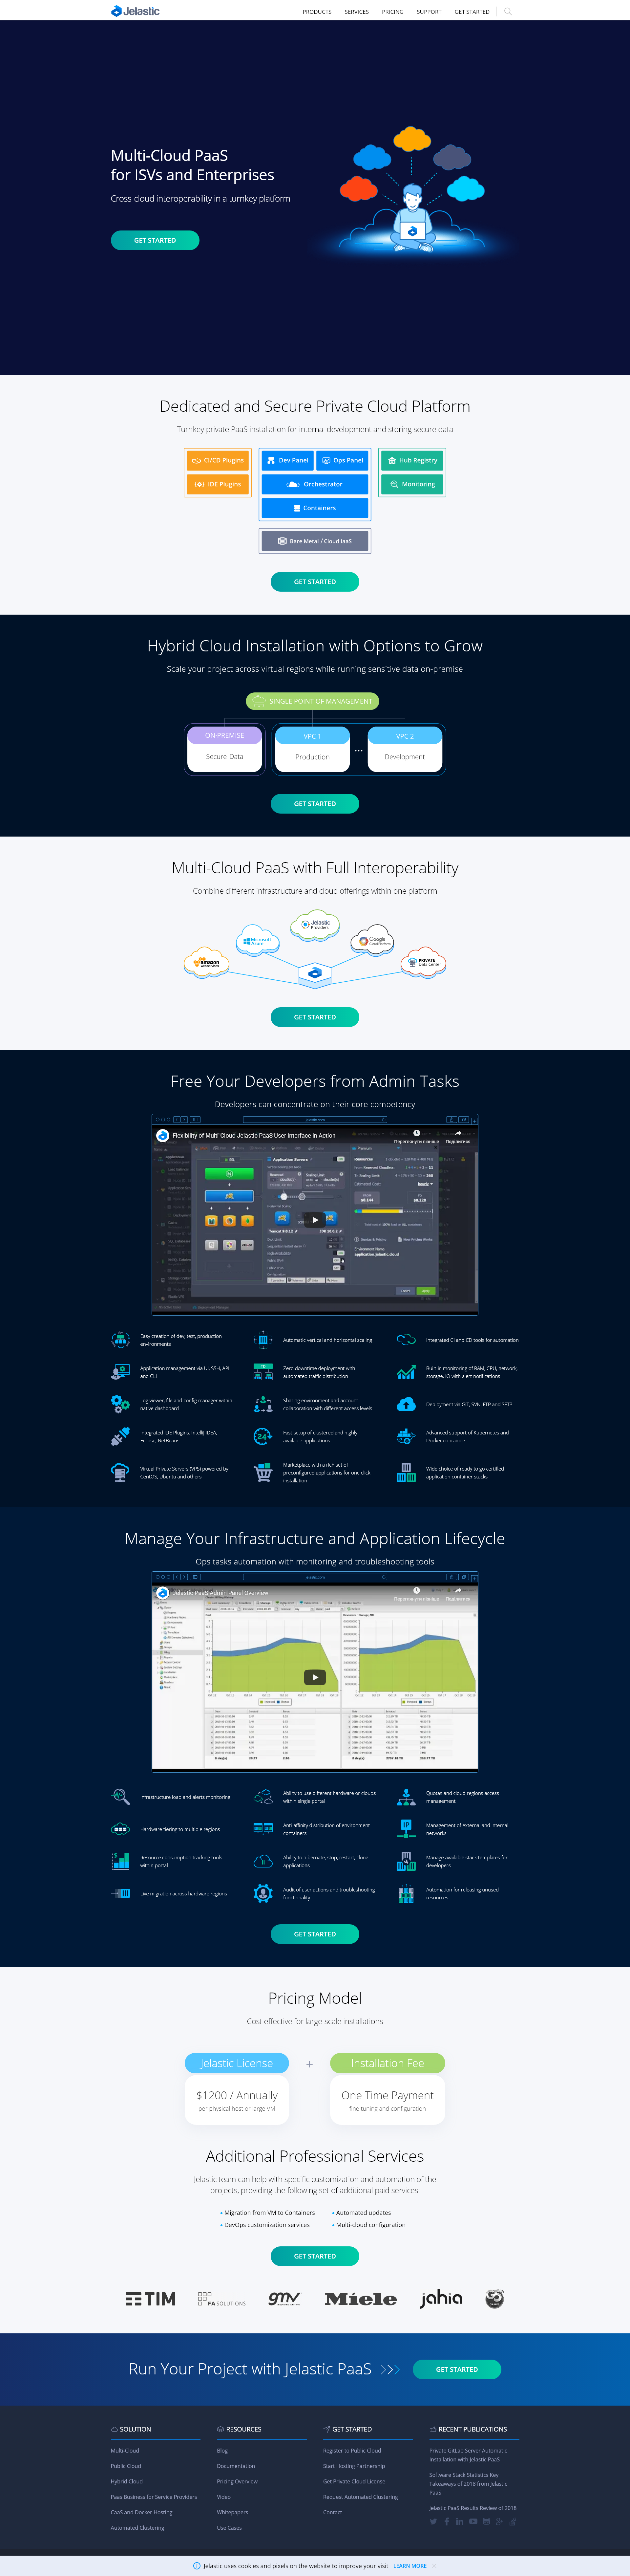 Jelastic
PRODUCTS SERVICES PRICING SUPPORT GET STARTED
Multi-Cloud PaaS
for ISVs and Enterprises
Cross-cloud interoperability in a turnkey platform
GET STARTED
Dedicated and Secure Private Cloud Platform
Turnkey private PaaS installation for internal development and storing secure data
CI/CD Plugins Dev Panel Ops Panel Hub Registry
IDE Plugins Orchestrator Monitoring
Containers
Bare Metal / Cloud IaaS
GET STARTED
Hybrid Cloud Installation with Options to Grow
Scale your project across virtual regions while running sensitive data on-premise
SINGLE POINT OF MANAGEMENT
ON-PREMISE VPC 1 VPC 2
Secure Data Production ... Development
GET STARTED
Multi-Cloud PaaS with Full Interoperability
Combine different infrastructure and cloud offerings within one platform
Jelastic
Providers
Microsoft
Azure
Google
Cloud Platform
amazon
web services
PRIVATE
Data Center
GET STARTED
Free Your Developers from Admin Tasks
Developers can concentrate on their core competency
jelastic.com
Flexibility of Multi-Cloud Jelastic PaaS User Interface in Action
Переглянути пізніше Поділитися
Application Servers
Easy creation of dev, test, production
environments
Automatic vertical and horizontal scaling
Integrated CI and CD tools for automation
Application management via UI, SSH, API
and CLI
Zero downtime deployment with
automated traffic distribution
Built-in monitoring of RAM, CPU, network,
storage, IO with alert notifications
Log viewer, file and config manager within
native dashboard
Sharing environment and account
collaboration with different access levels
Deployment via GIT, SVN, FTP and SFTP
Integrated IDE Plugins: IntelliJ IDEA,
Eclipse, NetBeans
Fast setup of clustered and highly
available applications
Advanced support of Kubernetes and
Docker containers
Virtual Private Servers (VPS) powered by
CentOS, Ubuntu and others
Marketplace with a rich set of
preconfigured applications for one click
installation
Wide choice of ready to go certified
application container stacks
Manage Your Infrastructure and Application Lifecycle
Ops tasks automation with monitoring and troubleshooting tools
jelastic.com
Jelastic PaaS Admin Panel Overview
Переглянути пізніше Поділитися
Infrastructure load and alerts monitoring
Ability to use different hardware or clouds
within single portal
Quotas and cloud regions access
management
Hardware tiering to multiple regions
Anti-affinity distribution of environment
containers
Management of external and internal
networks
Resource consumption tracking tools
within portal
Ability to hibernate, stop, restart, clone
applications
Manage available stack templates for
developers
Live migration across hardware regions
Audit of user actions and troubleshooting
functionality
Automation for releasing unused
resources
GET STARTED
Pricing Model
Cost effective for large-scale installations
Jelastic License + Installation Fee
$1200 / Annually One Time Payment
per physical host or large VM fine tuning and configuration
Additional Professional Services
Jelastic team can help with specific customization and automation of the
projects, providing the following set of additional paid services:
• Migration from VM to Containers • Automated updates
• DevOps customization services • Multi-cloud configuration
GET STARTED
TIM FA SOLUTIONS gmv Miele jahia
Run Your Project with Jelastic PaaS GET STARTED
SOLUTION
Multi-Cloud
Public Cloud
Hybrid Cloud
Paas Business for Service Providers
CaaS and Docker Hosting
Automated Clustering
RESOURCES
Blog
Documentation
Pricing Overview
Video
Whitepapers
Use Cases
GET STARTED
Register to Public Cloud
Start Hosting Partnership
Get Private Cloud License
Request Automated Clustering
Contact
RECENT PUBLICATIONS
Private GitLab Server Automatic
Installation with Jelastic PaaS
Software Stack Statistics Key
Takeaways of 2018 from Jelastic
PaaS
Jelastic PaaS Results Review of 2018
Jelastic uses cookies and pixels on the website to improve your visit LEARN MORE